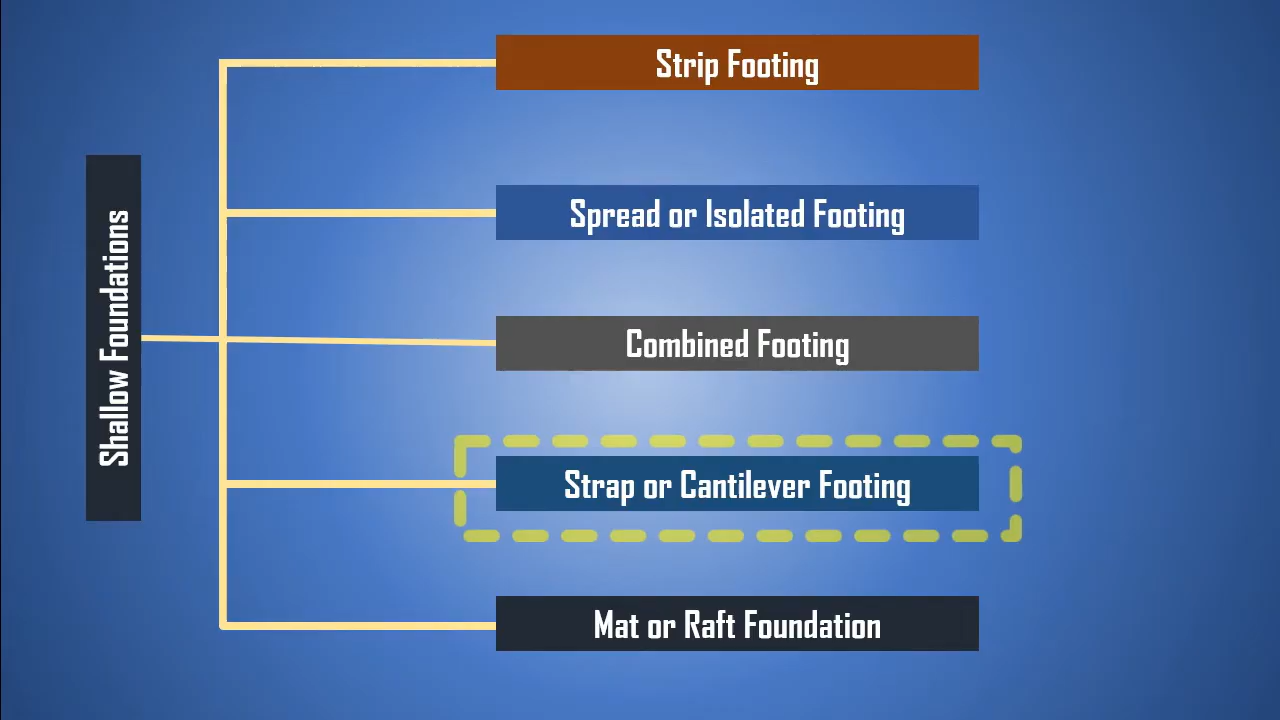 Shallow Foundations
Strip Footing
Spread or Isolated Footing
Combined Footing
Strap or Cantilever Footing
Mat or Raft Foundation